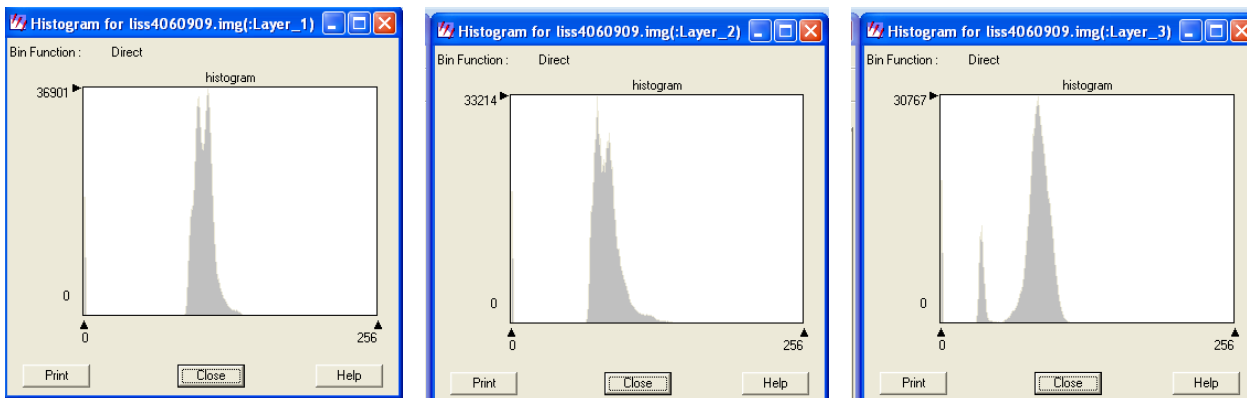 Histogram for liss4060909.img(:Layer_1)
Bin Function : Direct
histogram
36901
0
0 256
Print Close Help
Histogram for liss4060909.img(:Layer_2)
Bin Function : Direct
histogram
33214
0
0 256
Print Close Help
Histogram for liss4060909.img(:Layer_3)
Bin Function : Direct
histogram
30767
0
0 256
Print Close Help